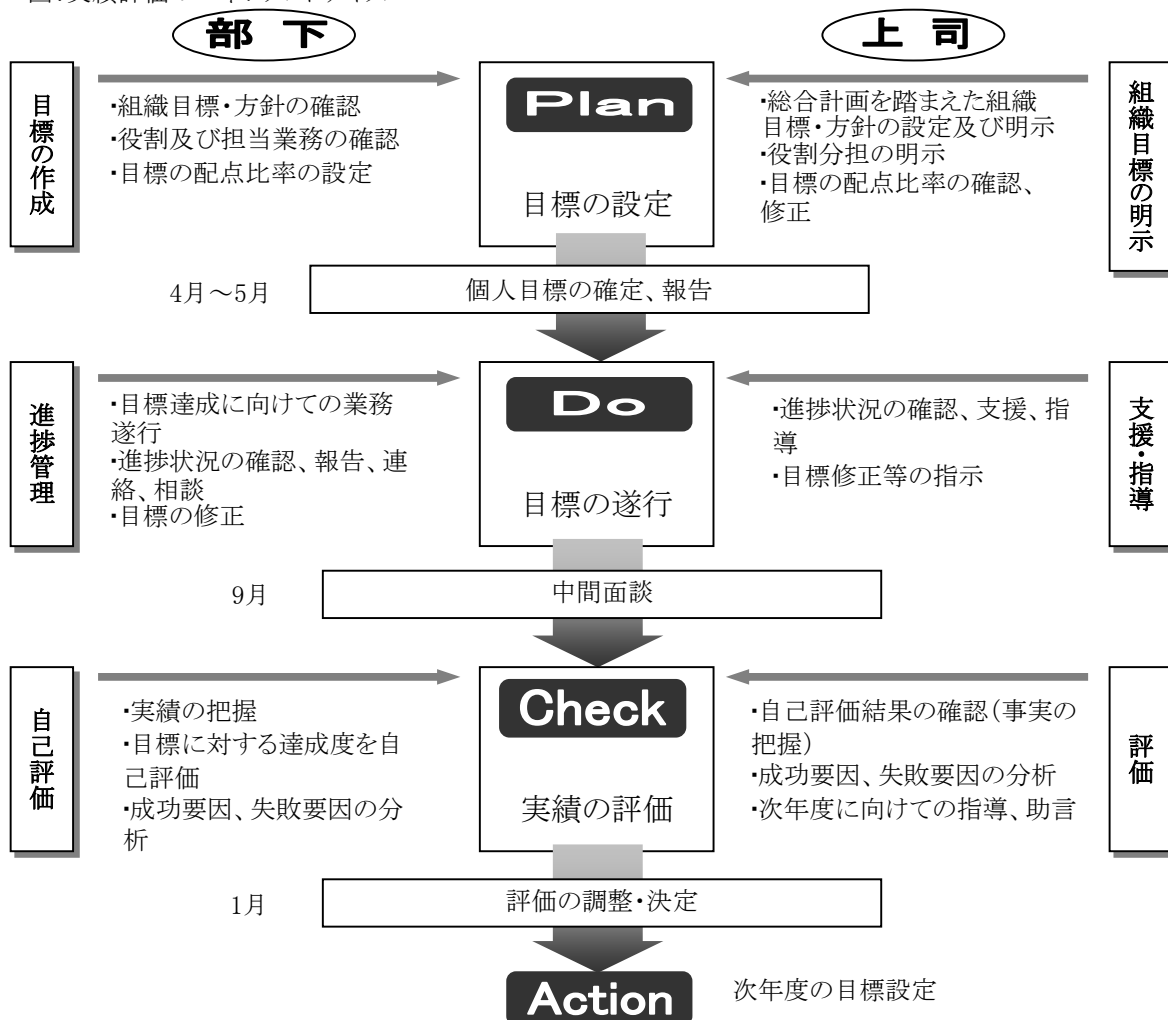 部 下
上 司
目標の作成
・組織目標・方針の確認
・役割及び担当業務の確認
・目標の配点比率の設定
Plan
目標の設定
・総合計画を踏まえた組織
目標・方針の設定及び明示
・役割分担の明示
・目標の配点比率の確認、
修正
組織目標の明示
4月～5月
個人目標の確定、報告
進捗管理
・目標達成に向けての業務
遂行
・進捗状況の確認、報告、連
絡、相談
・目標の修正
Do
目標の遂行
・進捗状況の確認、支援、指
導
・目標修正等の指示
支援・指導
9月
中間面談
自己評価
・実績の把握
・目標に対する達成度を自
己評価
・成功要因、失敗要因の分
析
Check
実績の評価
・自己評価結果の確認（事実の
把握）
・成功要因、失敗要因の分析
・次年度に向けての指導、助言
評価
1月
評価の調整・決定
Action
次年度の目標設定